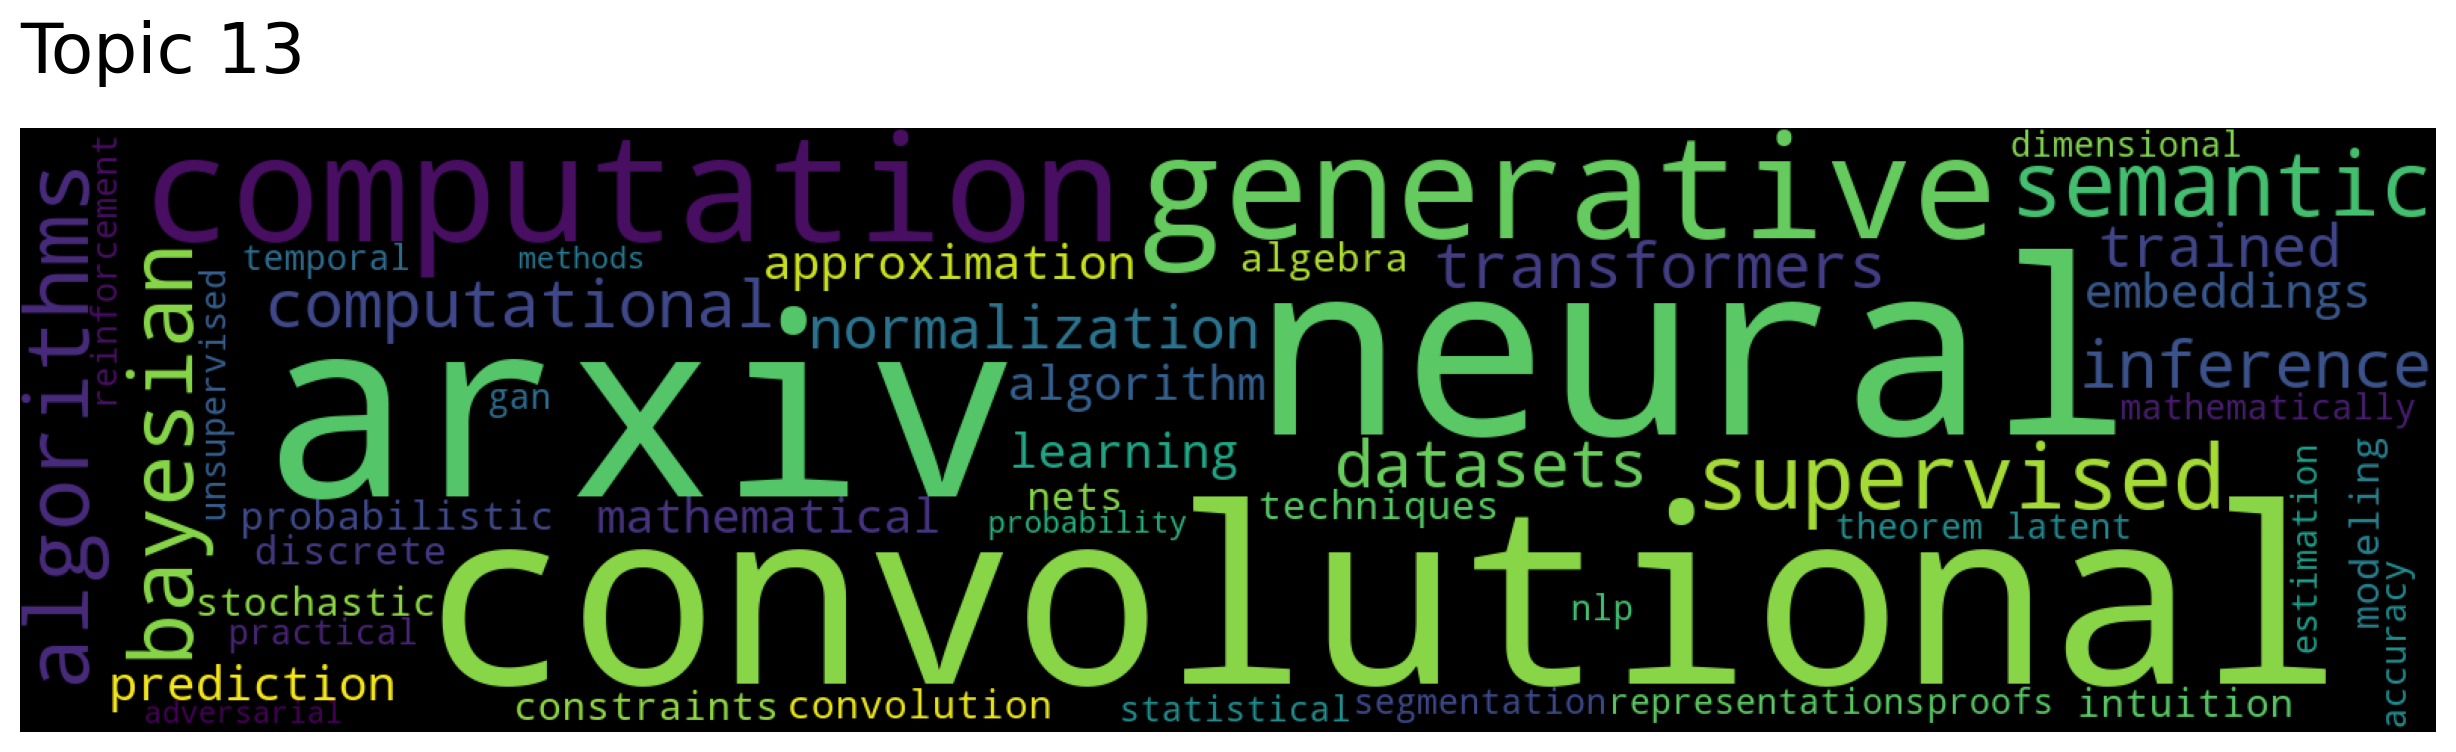 Topic 13
algorithms
reinforcement
computation
generative
dimensional
semantic
bayesian
unsupervised
temporal
methods
approximation
algebra
transformers
trained
embeddings
computational
normalization
neural
arxiv
gan
algorithm
inference
mathematically
learning
datasets
supervised
nets
techniques
probabilistic
mathematical
probability
theorem latent
discrete
convolutional
estimation
modeling
accuracy
stochastic
nlp
practical
prediction
adversarial
constraints
convolution
statistical
segmentation
representations
proofs
intuition